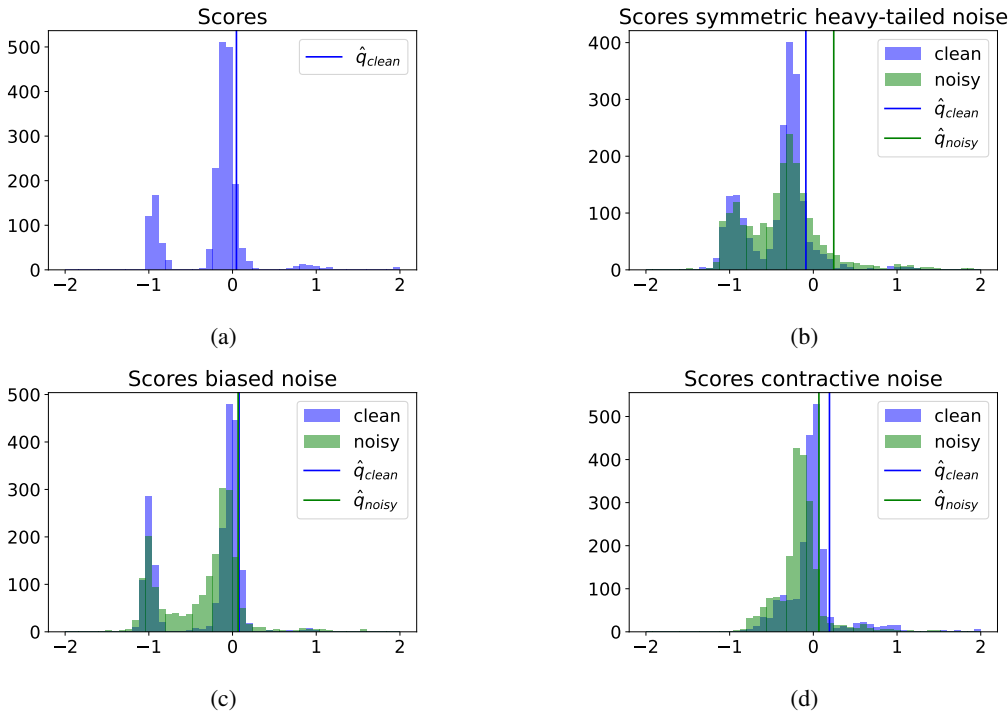 Scores
500
400
300
200
100
0
−2
−1
0
1
2
q̂clean
(a)
Scores symmetric heavy-tailed noise
400
300
200
100
0
−2
−1
0
1
2
clean
noisy
q̂clean
q̂noisy
(b)
Scores biased noise
500
400
300
200
100
0
−2
−1
0
1
2
clean
noisy
q̂clean
q̂noisy
(c)
Scores contractive noise
500
400
300
200
100
0
−2
−1
0
1
2
clean
noisy
q̂clean
q̂noisy
(d)